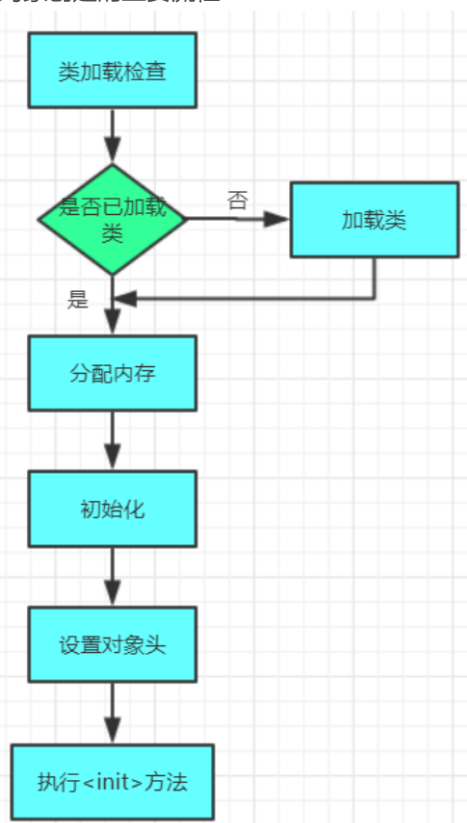 类加载检查
是否已加载
类
否
加载类
是
分配内存
初始化
设置对象头
执行<init>方法